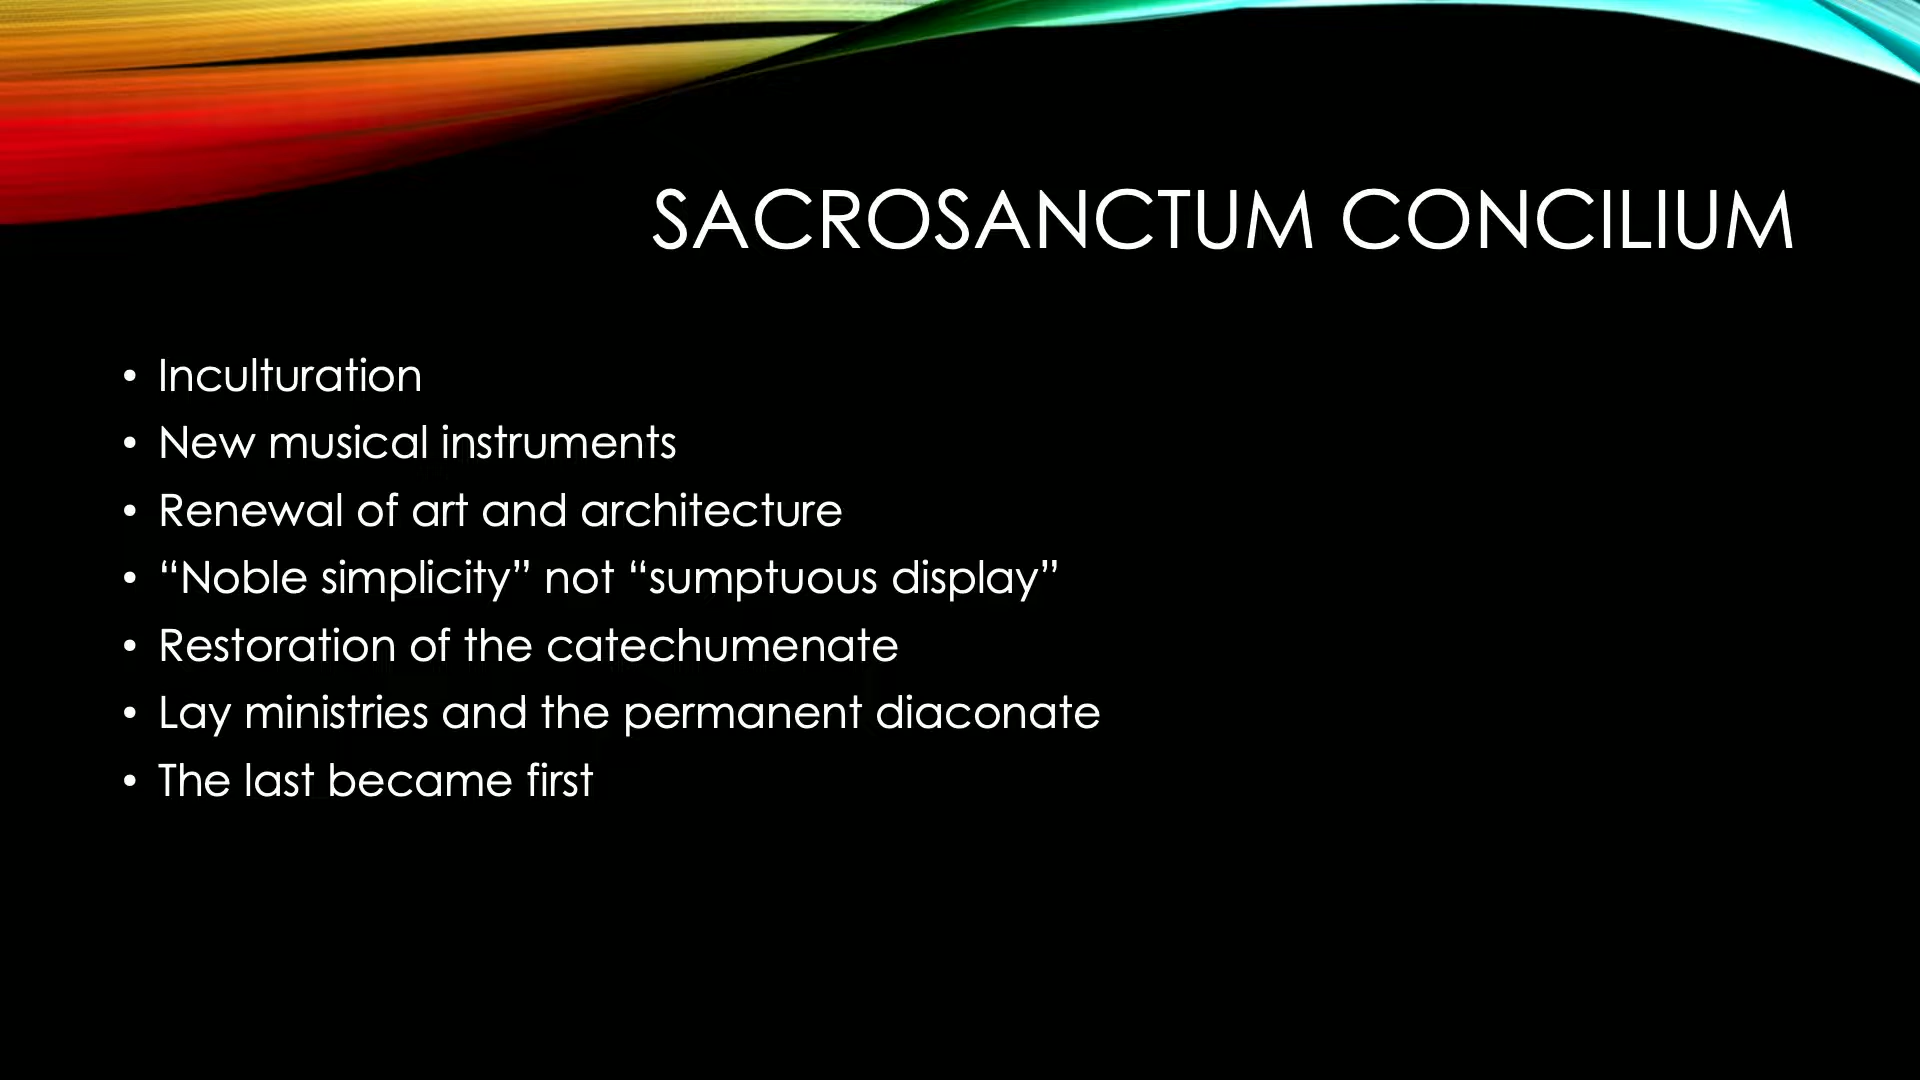 SACROSANCTUM CONCILIUM
• Inculturation
• New musical instruments
• Renewal of art and architecture
• “Noble simplicity” not “sumptuous display”
• Restoration of the catechumenate
• Lay ministries and the permanent diaconate
• The last became first